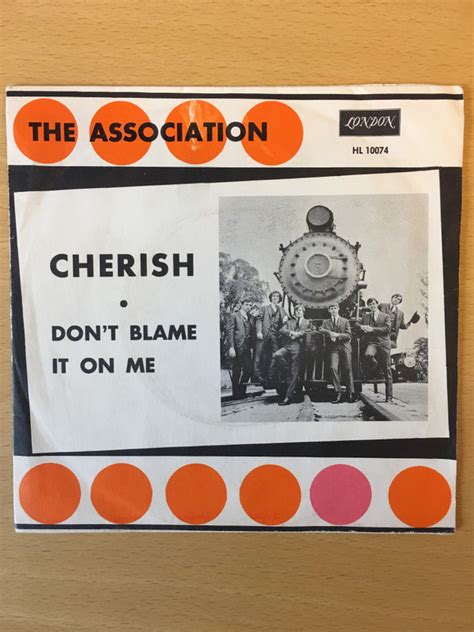 THE ASSOCIATION
LONDON
HL 10074
CHERISH
•
DON'T BLAME
IT ON ME